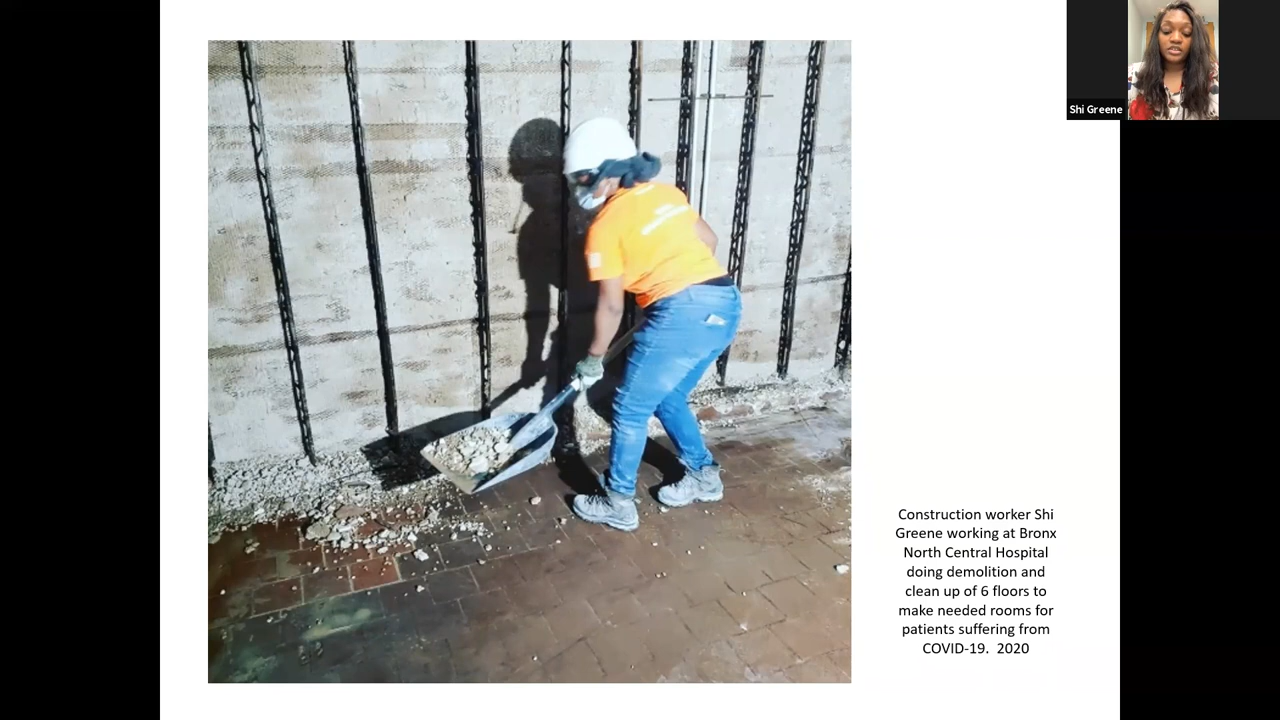 Shi Greene
Construction worker Shi
Greene working at Bronx
North Central Hospital
doing demolition and
clean up of 6 floors to
make needed rooms for
patients suffering from
COVID-19.  2020